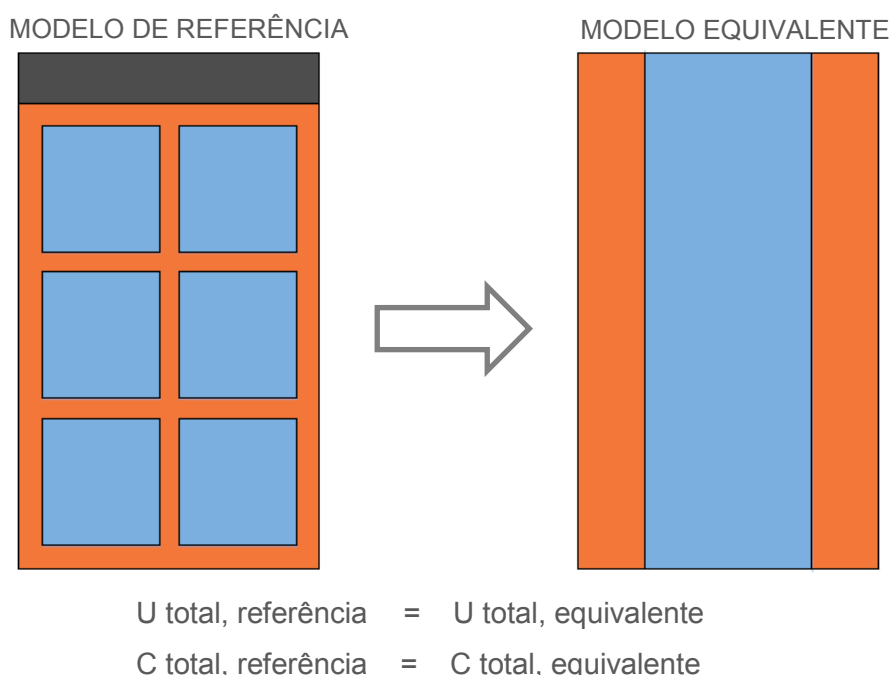 MODELO DE REFERÊNCIA
MODELO EQUIVALENTE
U total, referência = U total, equivalente
C total, referência = C total, equivalente